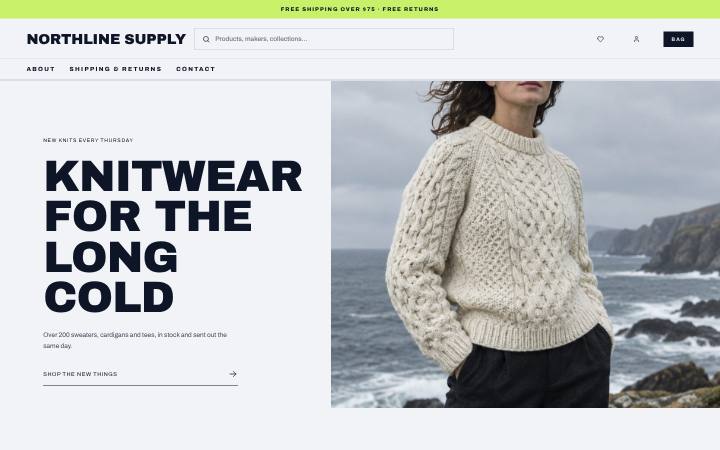 FREE SHIPPING OVER $75 · FREE RETURNS
NORTHLINE SUPPLY
Products, makers, collections...
BAG
ABOUT
SHIPPING & RETURNS
CONTACT
NEW KNITS EVERY THURSDAY
KNITWEAR
FOR THE
LONG
COLD
Over 200 sweaters, cardigans and tees, in stock and sent out the
same day.
SHOP THE NEW THINGS